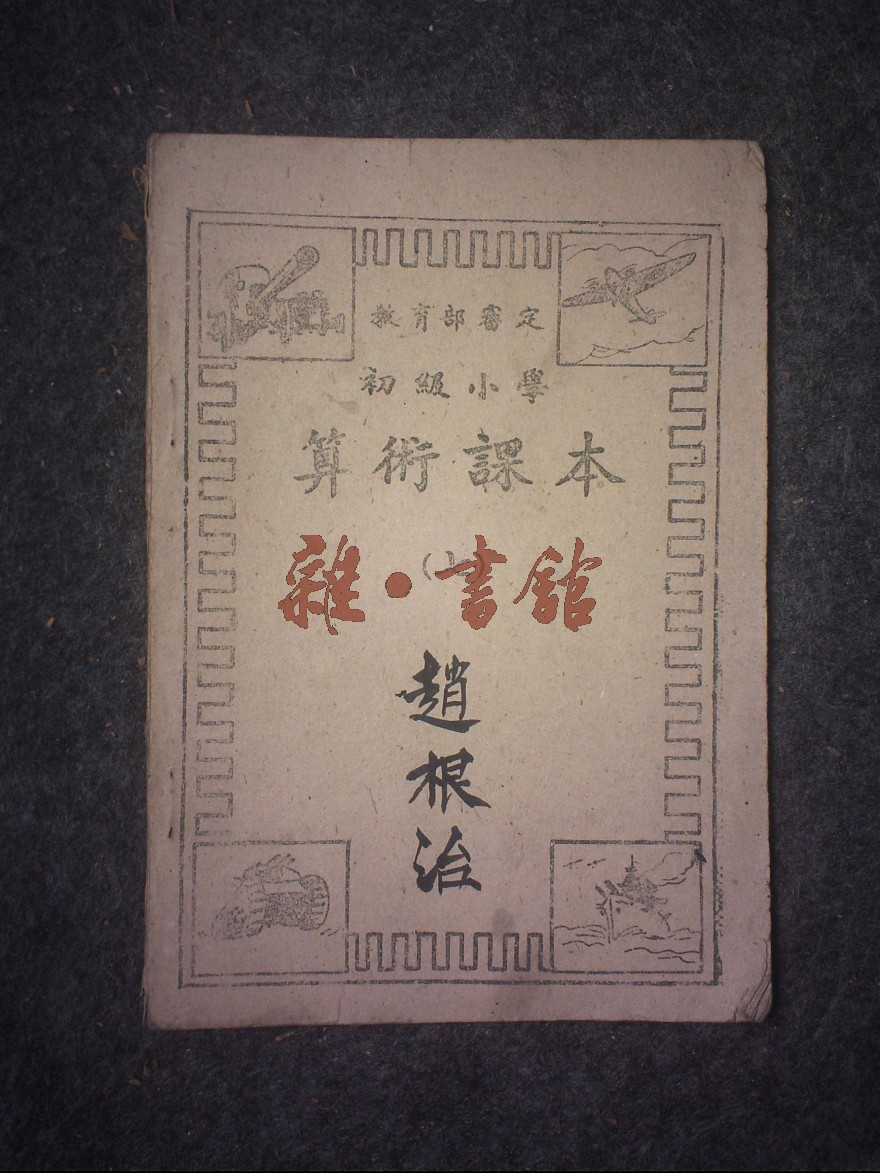 教育部審定
初級小學
算術課本
雜·書館
趙
根
治